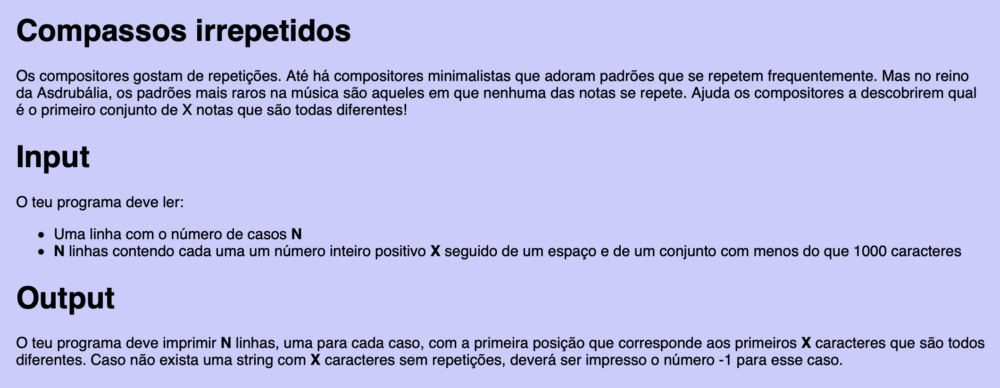 Compassos irrepetidos
Os compositores gostam de repetições. Até há compositores minimalistas que adoram padrões que se repetem frequentemente. Mas no reino
da Asdrubália, os padrões mais raros na música são aqueles em que nenhuma das notas se repete. Ajuda os compositores a descobrirem qual
é o primeiro conjunto de X notas que são todas diferentes!
Input
O teu programa deve ler:
• Uma linha com o número de casos N
• N linhas contendo cada uma um número inteiro positivo X seguido de um espaço e de um conjunto com menos do que 1000 caracteres
Output
O teu programa deve imprimir N linhas, uma para cada caso, com a primeira posição que corresponde aos primeiros X caracteres que são todos
diferentes. Caso não exista uma string com X caracteres sem repetições, deverá ser impresso o número -1 para esse caso.